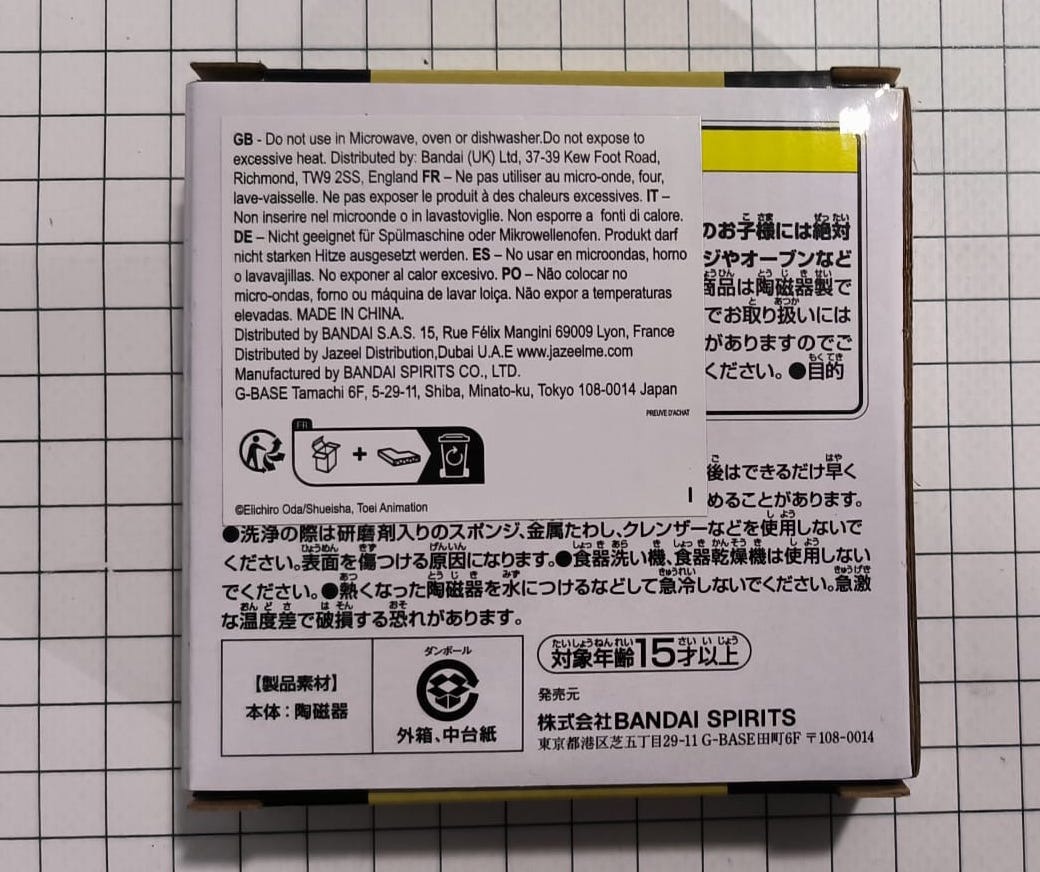 GB - Do not use in Microwave, oven or dishwasher.Do not expose to
excessive heat. Distributed by: Bandai (UK) Ltd, 37-39 Kew Foot Road,
Richmond, TW9 2SS, England FR – Ne pas utiliser au micro-onde, four,
lave-vaisselle. Ne pas exposer le produit à des chaleurs excessives. IT –
Non inserire nel microonde o in lavastoviglie. Non esporre a fonti di calore.
DE – Nicht geeignet für Spülmaschine oder Mikrowellenofen. Produkt darf
nicht starken Hitze ausgesetzt werden. ES – No usar en microondas, horno
o lavavajillas. No exponer al calor excesivo. PO – Não colocar no
micro-ondas, forno ou máquina de lavar loiça. Não expor a temperaturas
elevadas. MADE IN CHINA.
Distributed by BANDAI S.A.S. 15, Rue Félix Mangini 69009 Lyon, France
Distributed by Jazeel Distribution,Dubai U.A.E www.jazeelme.com
Manufactured by BANDAI SPIRITS CO., LTD.
G-BASE Tamachi 6F, 5-29-11, Shiba, Minato-ku, Tokyo 108-0014 Japan
PREUVE D'ACHAT
FR
©Eiichiro Oda/Shueisha, Toei Animation
のお子様には絶対
ジやオーブンなど
商品は陶磁器製で
でお取り扱いには
がありますのでご
ください。●目的
後はできるだけ早く
めることがあります。
●洗浄の際は研磨剤入りのスポンジ、金属たわし、クレンザーなどを使用しないで
ください。表面を傷つける原因になります。●食器洗い機、食器乾燥機は使用しない
でください。●熱くなった陶磁器を水につけるなどして急冷しないでください。急激
な温度差で破損する恐れがあります。
【製品素材】
本体：陶磁器
ダンボール
外箱、中台紙
対象年齢15才以上
発売元
株式会社BANDAI SPIRITS
東京都港区芝五丁目29-11 G-BASE田町6F 〒108-0014